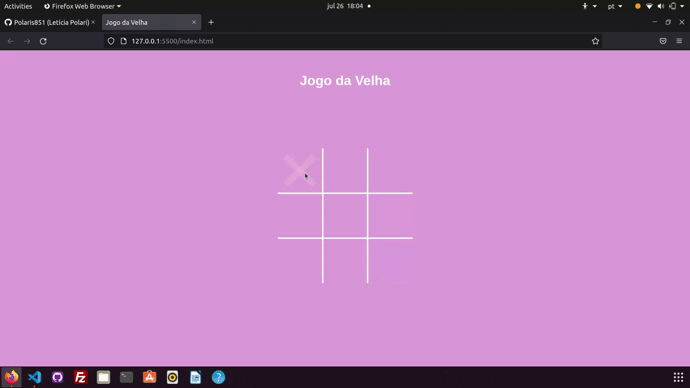 Activities
Firefox Web Browser
jul 26 18:04
pt
Polaris851 (Letícia Polari)
Jogo da Velha
127.0.0.1:5500/index.html
Jogo da Velha